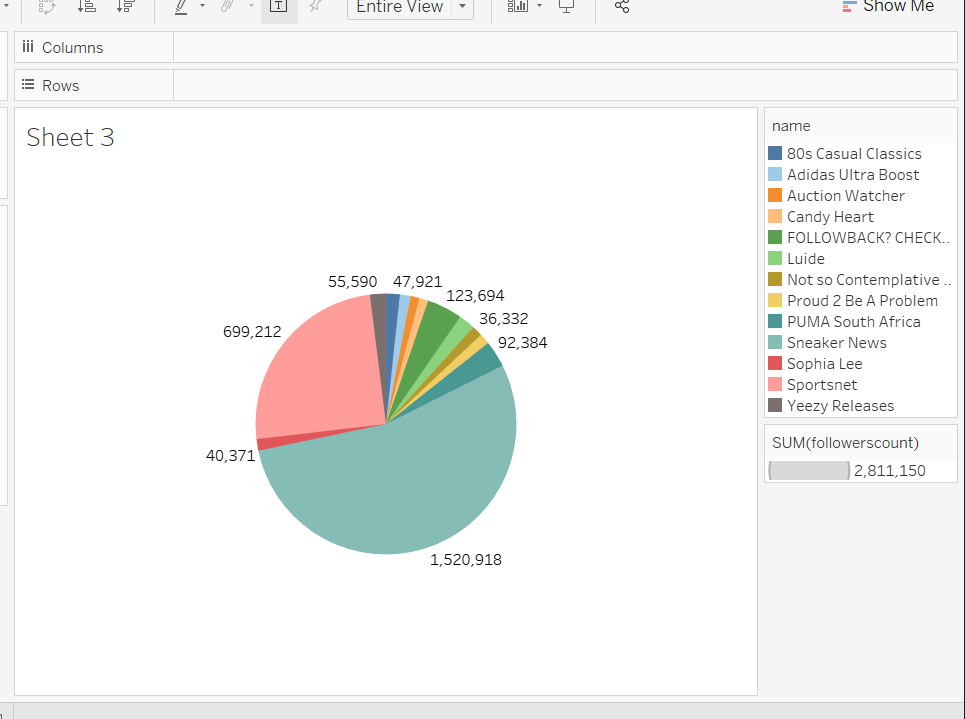 Entire View
Show Me
Columns
Rows
Sheet 3
55,590
47,921
123,694
36,332
92,384
699,212
40,371
1,520,918
name
80s Casual Classics
Adidas Ultra Boost
Auction Watcher
Candy Heart
FOLLOWBACK? CHECK..
Luide
Not so Contemplative ..
Proud 2 Be A Problem
PUMA South Africa
Sneaker News
Sophia Lee
Sportsnet
Yeezy Releases
SUM(followerscount)
2,811,150